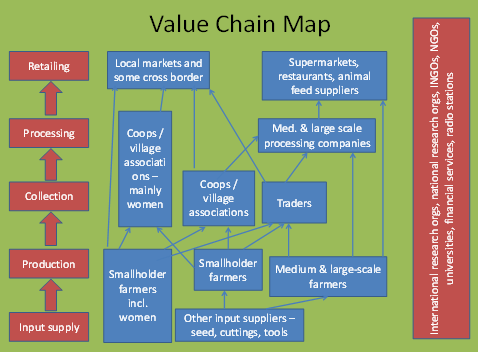 Value Chain Map
Retailing
Processing
Collection
Production
Input supply
Local markets and
some cross border
Supermarkets,
restaurants, animal
feed suppliers
Coops /
village
associati
ons –
mainly
women
Med. & large scale
processing companies
Coops /
village
associations
Traders
Smallholder
farmers
incl.
women
Smallholder
farmers
Medium & large-scale
farmers
Other input suppliers –
seed, cuttings, tools
International research orgs, national research orgs, INGOs, NGOs,
universities, financial services, radio stations